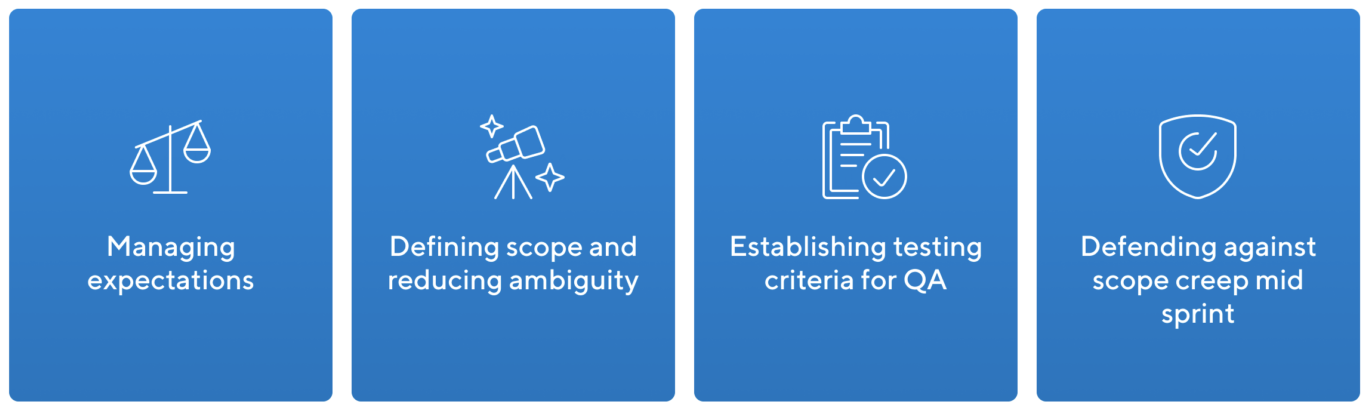 Managing
expectations
Defining scope and
reducing ambiguity
Establishing testing
criteria for QA
Defending against
scope creep mid
sprint